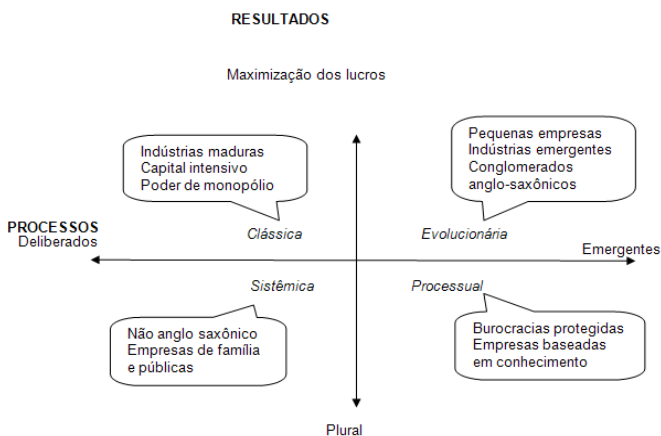 RESULTADOS
Maximização dos lucros
Indústrias maduras
Capital intensivo
Poder de monopólio
Pequenas empresas
Indústrias emergentes
Conglomerados
anglo-saxônicos
PROCESSOS
Deliberados
Clássica
Evolucionária
Emergentes
Sistêmica
Processual
Não anglo saxônico
Empresas de família
e públicas
Burocracias protegidas
Empresas baseadas
em conhecimento
Plural